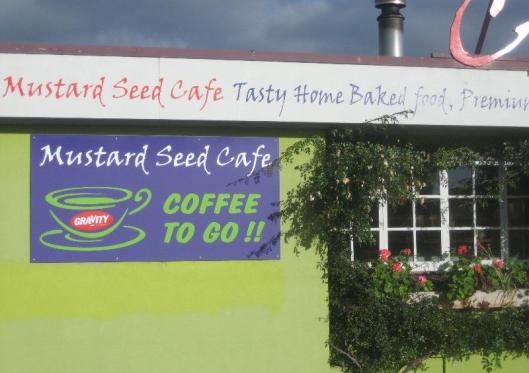 Mustard Seed Cafe Tasty Home Baked food, Premium
Mustard Seed Cafe
GRAVITY
COFFEE
TO GO !!